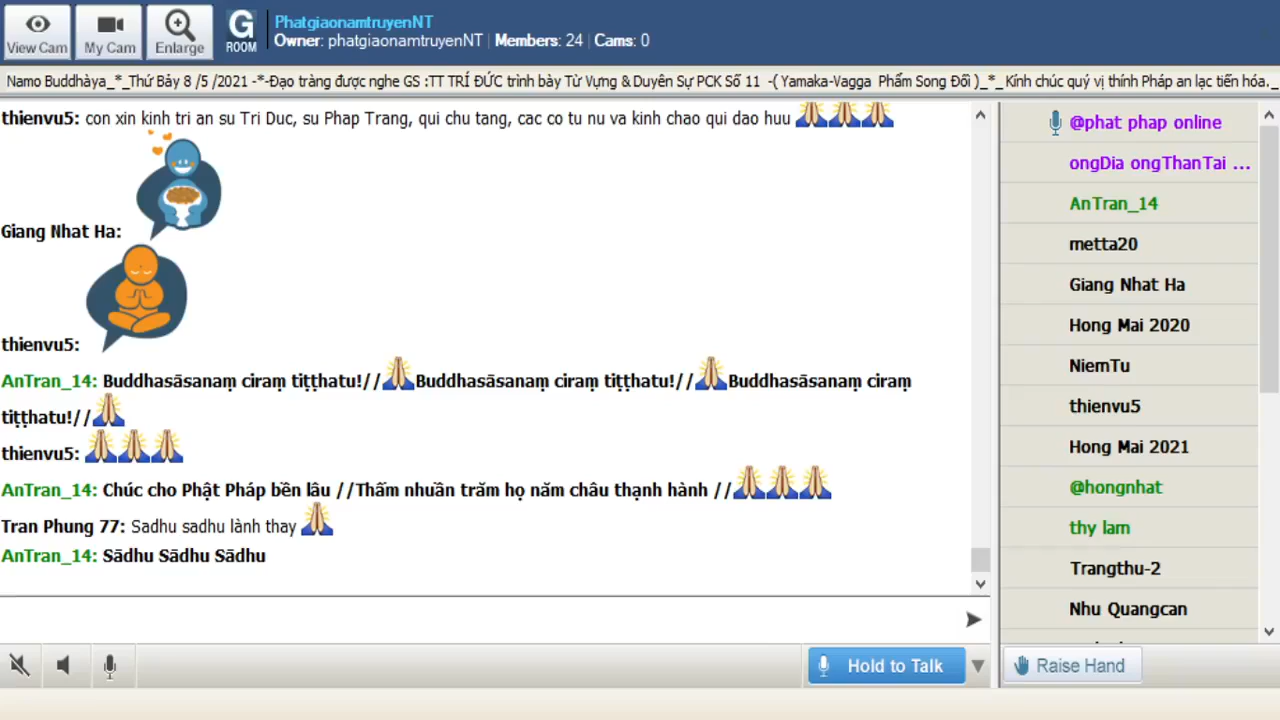 View Cam
My Cam
Enlarge
G
ROOM
PhatgiaonamtruyenNT
Owner: phatgiaonamtruyenNT | Members: 24 | Cams: 0
Namo Buddhàya_*_Thứ Bảy 8 /5 /2021 -*-Đạo tràng được nghe GS :TT TRÍ ĐỨC trình bày Từ Vựng & Duyên Sự PCK Số 11 -( Yamaka-Vagga Phẩm Song Đối )_*_ Kính chúc quý vị thính Pháp an lạc tiến hóa._
thienvu5: con xin kinh tri an su Tri Duc, su Phap Trang, qui chu tang, cac co tu nu va kinh chao qui dao huu
Giang Nhat Ha:
thienvu5:
AnTran_14: Buddhasāsanaṃ ciraṃ tiṭṭhatu!//Buddhasāsanaṃ ciraṃ tiṭṭhatu!//Buddhasāsanaṃ ciraṃ
tiṭṭhatu!//
thienvu5:
AnTran_14: Chúc cho Phật Pháp bền lâu //Thấm nhuần trăm họ năm châu thạnh hành //
Tran Phung 77: Sadhu sadhu lành thay
AnTran_14: Sādhu Sādhu Sādhu
@phat phap online
ongDia ongThanTai ...
AnTran_14
metta20
Giang Nhat Ha
Hong Mai 2020
NiemTu
thienvu5
Hong Mai 2021
@hongnhat
thy lam
Trangthu-2
Nhu Quangcan
Hold to Talk
Raise Hand